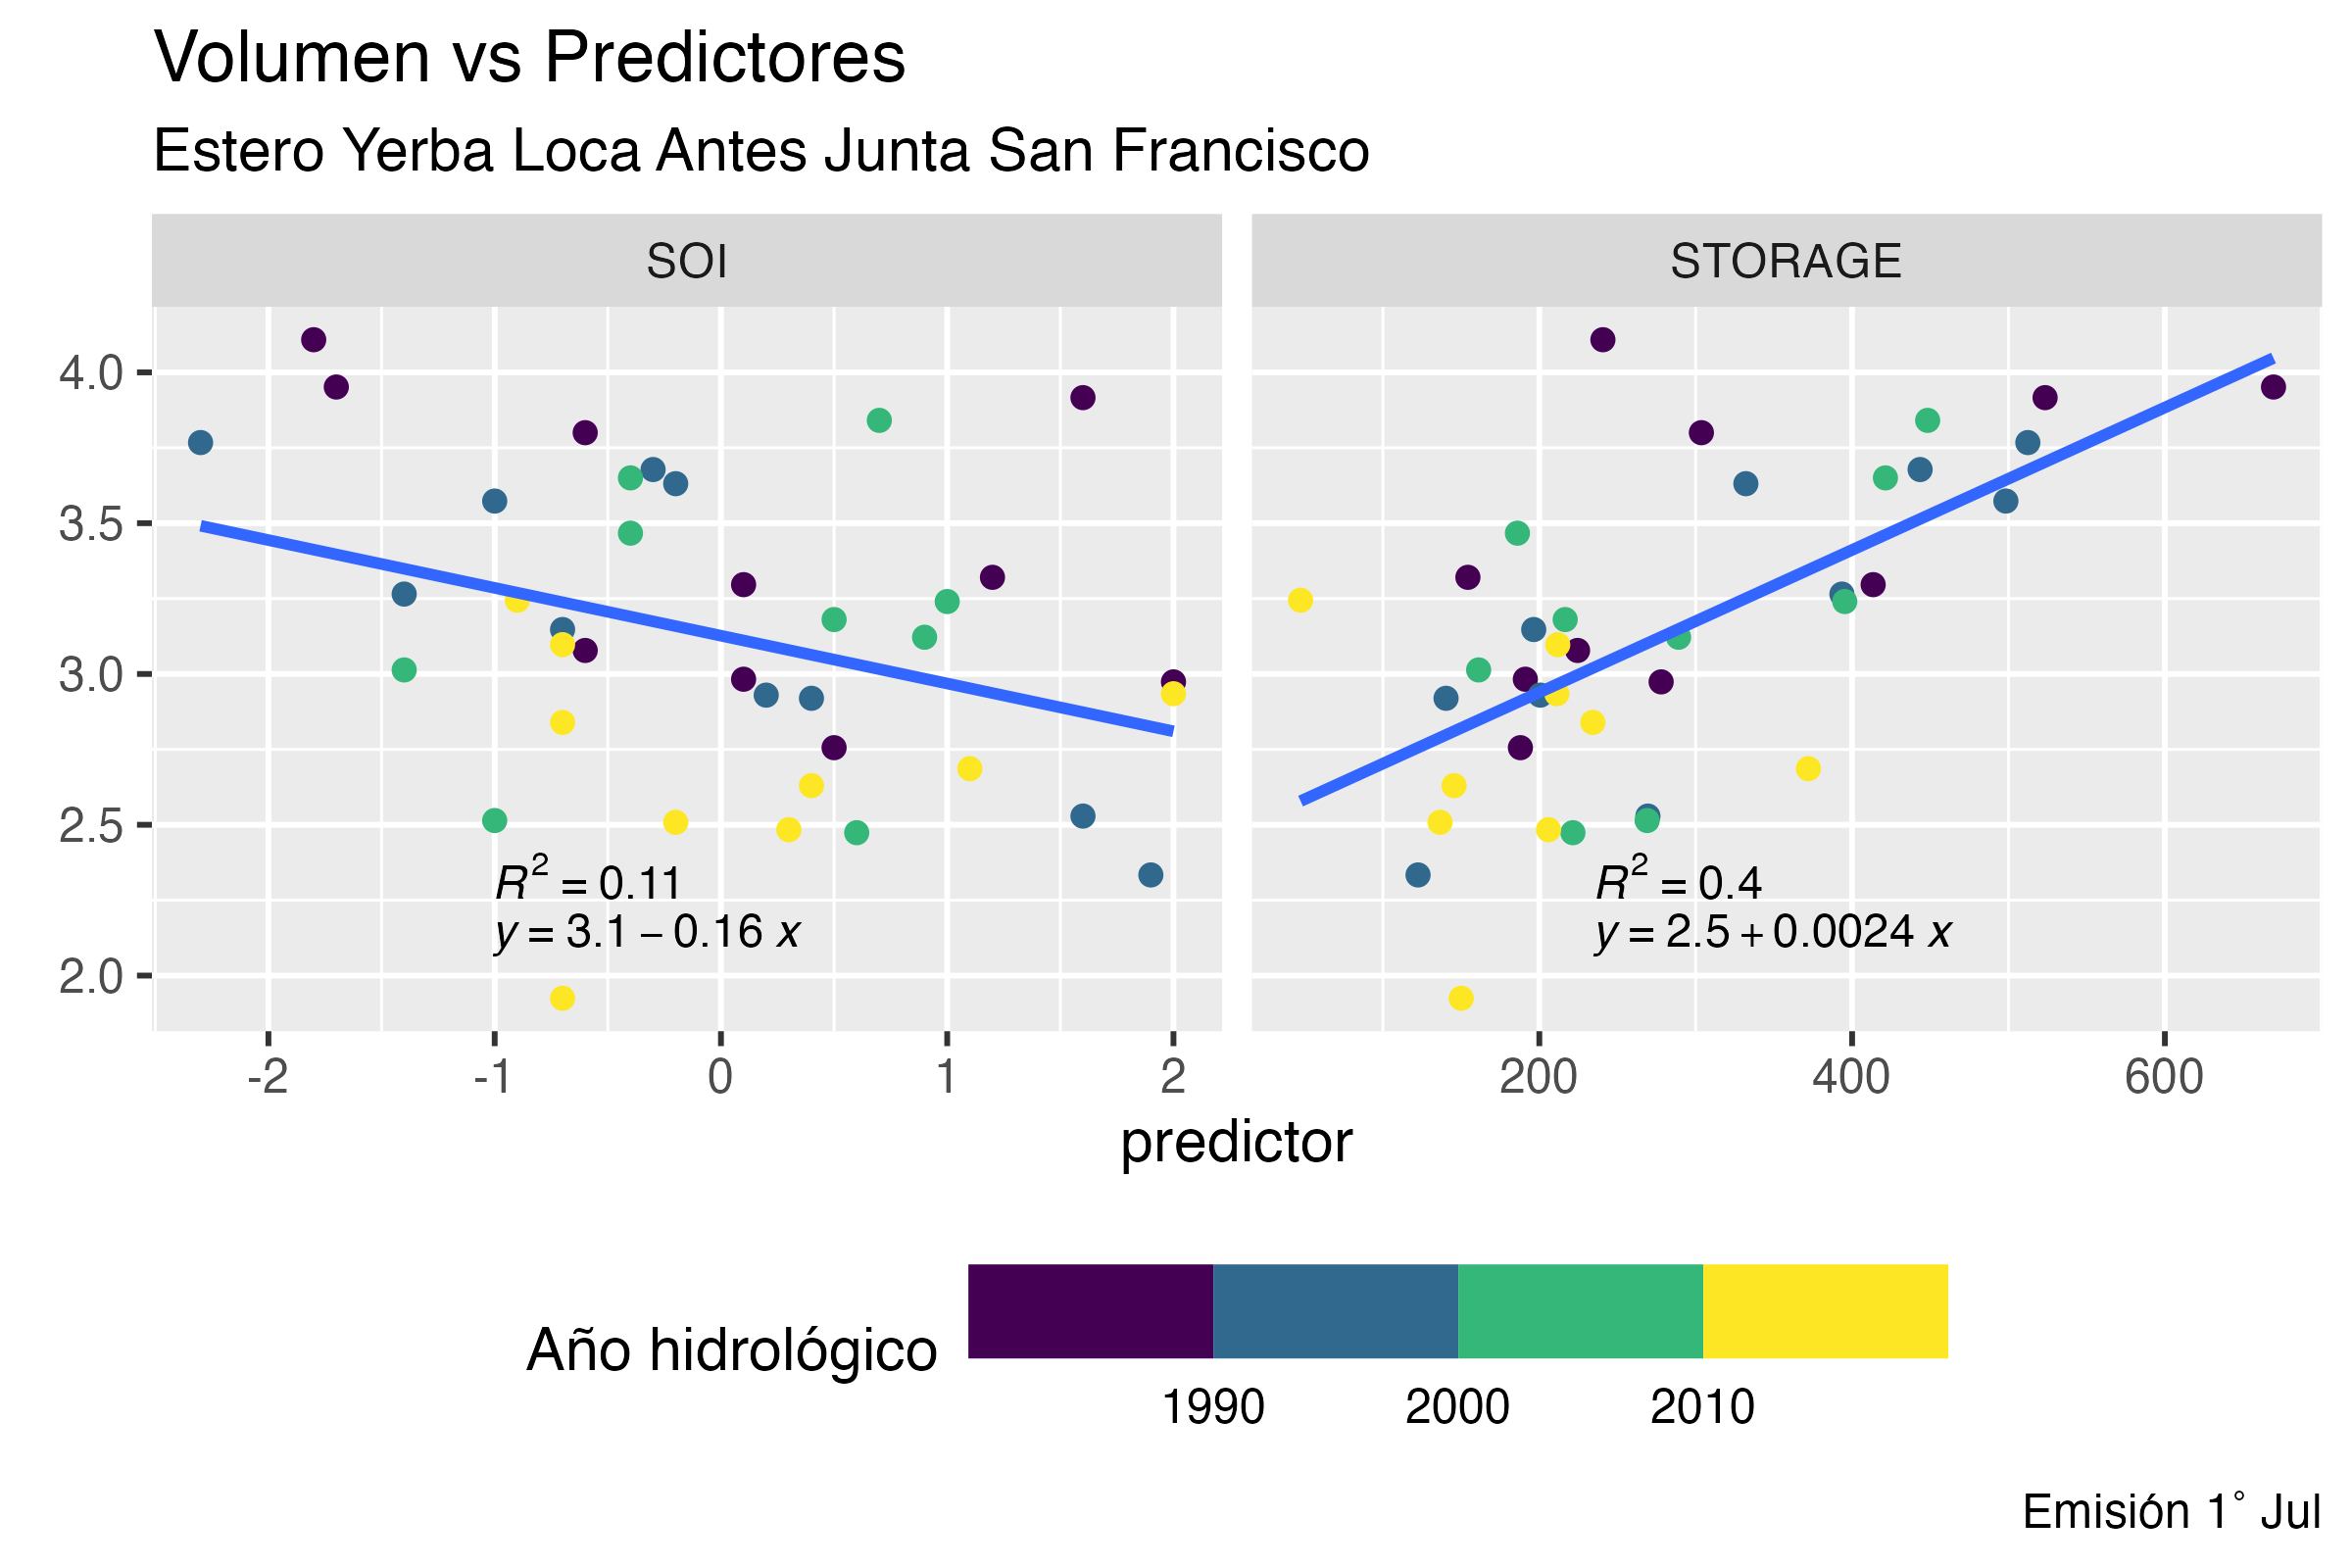 Volumen vs Predictores
Estero Yerba Loca Antes Junta San Francisco
SOI
STORAGE
4.0
3.5
3.0
2.5
2.0
R² = 0.11
y = 3.1 − 0.16 x
R² = 0.4
y = 2.5 + 0.0024 x
-2 -1 0 1 2
200 400 600
predictor
Año hidrológico
1990 2000 2010
Emisión 1° Jul